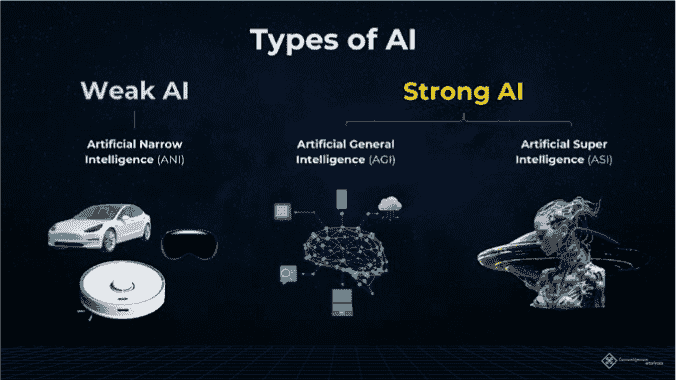 Types of AI
Weak AI
Strong AI
Artificial Narrow
Intelligence (ANI)
Artificial General
Intelligence (AGI)
Artificial Super
Intelligence (ASI)